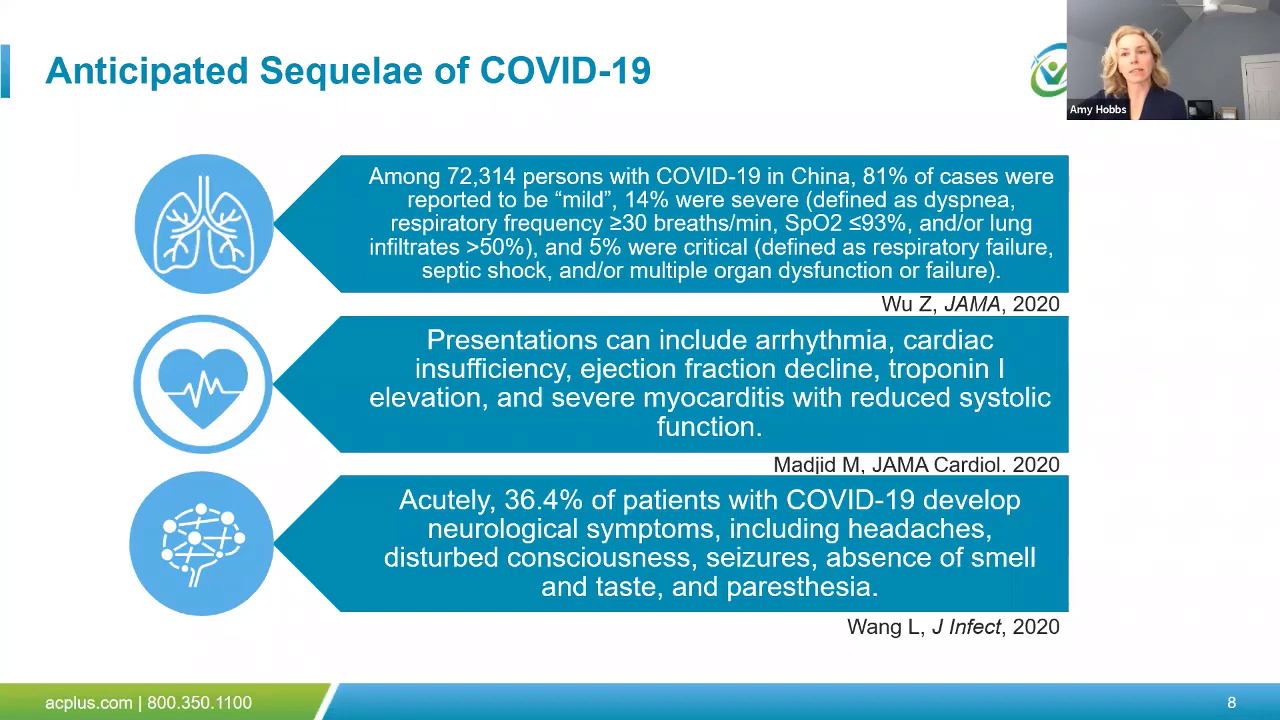 Anticipated Sequelae of COVID-19
Amy Hobbs
Among 72,314 persons with COVID-19 in China, 81% of cases were
reported to be “mild”, 14% were severe (defined as dyspnea,
respiratory frequency ≥30 breaths/min, SpO2 ≤93%, and/or lung
infiltrates >50%), and 5% were critical (defined as respiratory failure,
septic shock, and/or multiple organ dysfunction or failure).
Wu Z, JAMA, 2020
Presentations can include arrhythmia, cardiac
insufficiency, ejection fraction decline, troponin I
elevation, and severe myocarditis with reduced systolic
function.
Madjid M, JAMA Cardiol. 2020
Acutely, 36.4% of patients with COVID-19 develop
neurological symptoms, including headaches,
disturbed consciousness, seizures, absence of smell
and taste, and paresthesia.
Wang L, J Infect, 2020
acplus.com | 800.350.1100
8